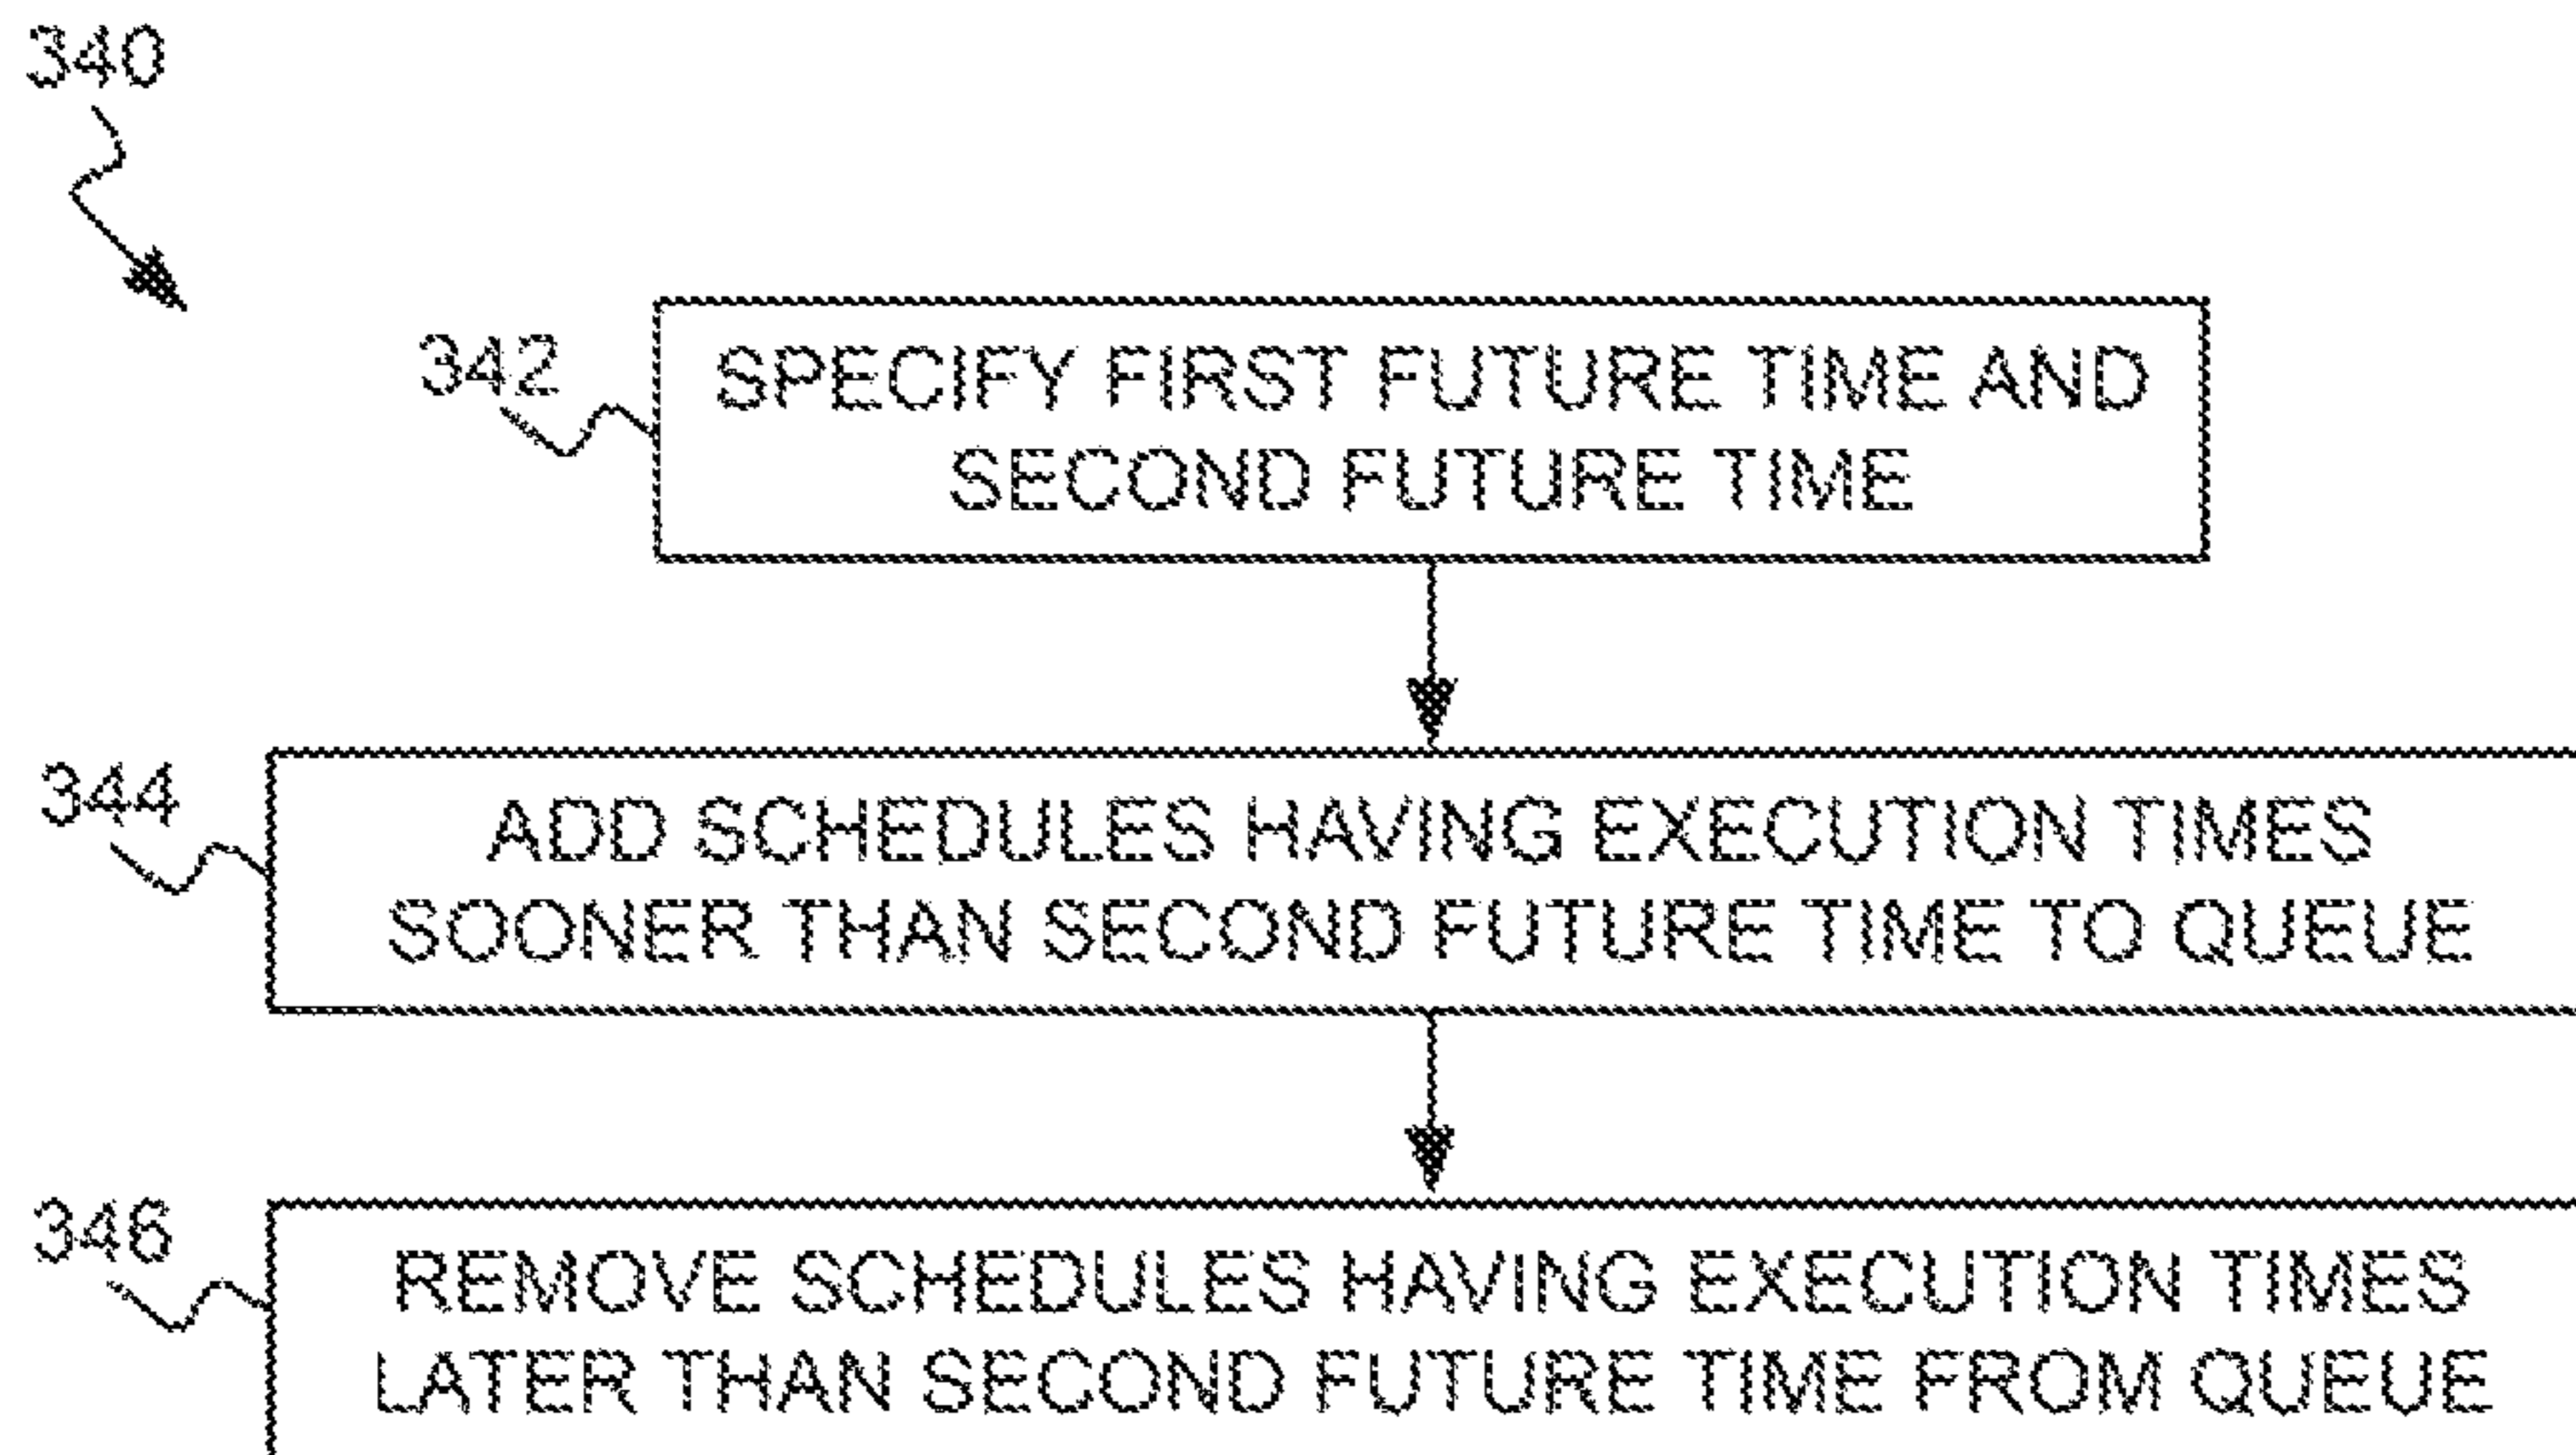 340
342
SPECIFY FIRST FUTURE TIME AND
SECOND FUTURE TIME
344
ADD SCHEDULES HAVING EXECUTION TIMES
SOONER THAN SECOND FUTURE TIME TO QUEUE
346
REMOVE SCHEDULES HAVING EXECUTION TIMES
LATER THAN SECOND FUTURE TIME FROM QUEUE